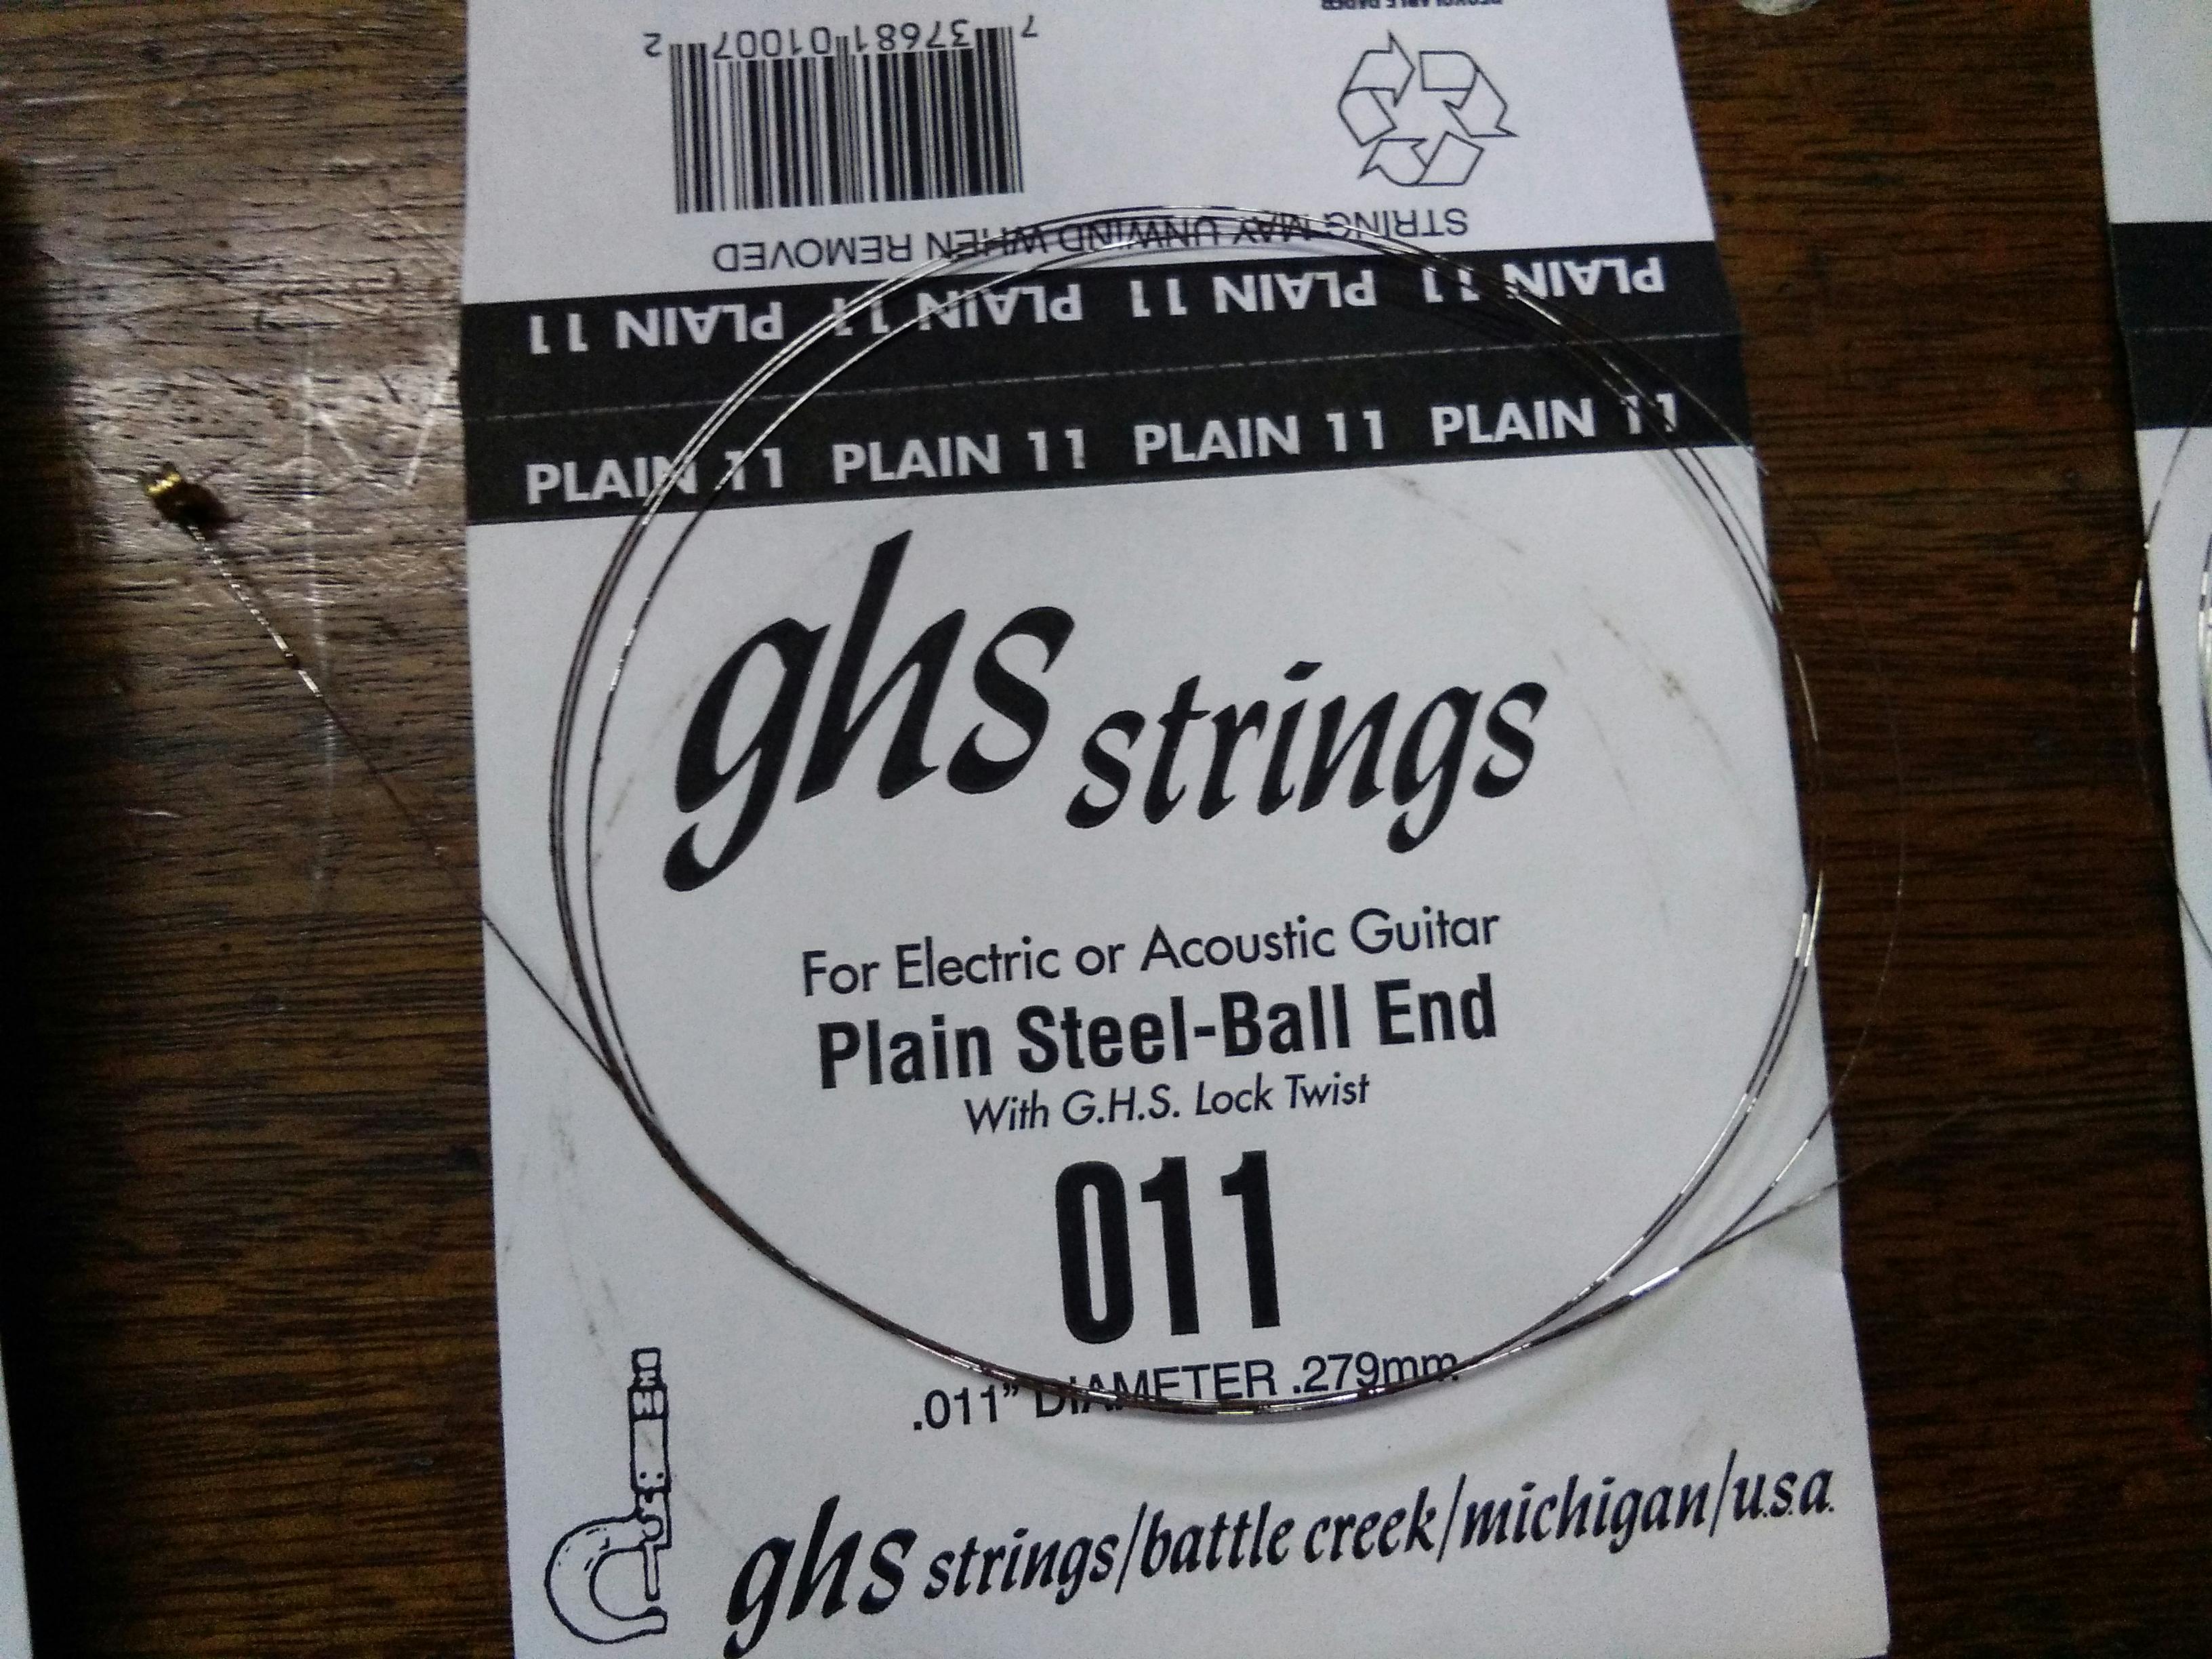 7 37681 01007 2
STRING MAY UNWIND WHEN REMOVED
PLAIN 11 PLAIN 11 PLAIN 11 PLAIN 11
PLAIN 11 PLAIN 11 PLAIN 11 PLAIN 11
ghs strings
For Electric or Acoustic Guitar
Plain Steel-Ball End
With G.H.S. Lock Twist
011
.011" DIAMETER .279mm
ghs strings/battle creek/michigan/u.s.a.